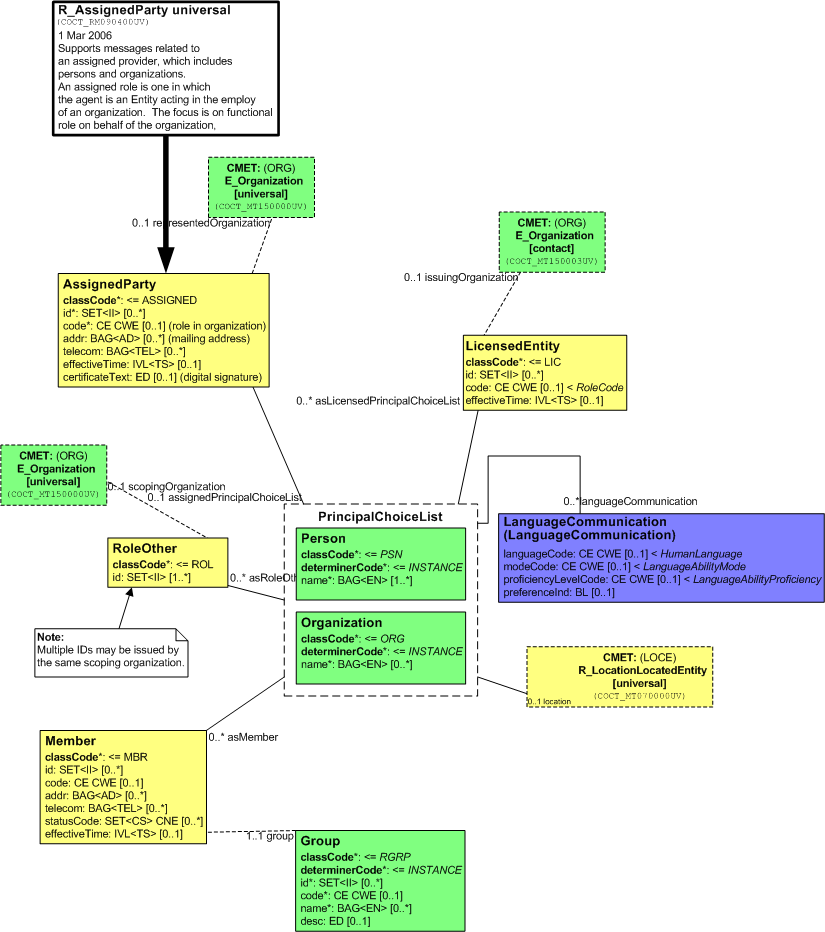 R_AssignedParty universal
(COCT_RM090400UV)
1 Mar 2006
Supports messages related to
an assigned provider, which includes
persons and organizations.
An assigned role is one in which
the agent is an Entity acting in the employ
of an organization. The focus is on functional
role on behalf of the organization,
CMET: (ORG)
E_Organization
[universal]
(COCT_MT150000UV)
0..1 representedOrganization
CMET: (ORG)
E_Organization
[contact]
(COCT_MT150003UV)
0..1 issuingOrganization
AssignedParty
classCode*: <= ASSIGNED
id*: SET<II> [0..*]
code*: CE CWE [0..1] (role in organization)
addr: BAG<AD> [0..*] (mailing address)
telecom: BAG<TEL> [0..*]
effectiveTime: IVL<TS> [0..1]
certificateText: ED [0..1] (digital signature)
LicensedEntity
classCode*: <= LIC
id: SET<II> [0..*]
code: CE CWE [0..1] < RoleCode
effectiveTime: IVL<TS> [0..1]
0..* asLicensedPrincipalChoiceList
CMET: (ORG)
E_Organization
[universal]
(COCT_MT150000UV)
0..1 scopingOrganization
0..1 assignedPrincipalChoiceList
0..*languageCommunication
PrincipalChoiceList
Person
classCode*: <= PSN
determinerCode*: <= INSTANCE
name*: BAG<EN> [1..*]
LanguageCommunication
(LanguageCommunication)
languageCode: CE CWE [0..1] < HumanLanguage
modeCode: CE CWE [0..1] < LanguageAbilityMode
proficiencyLevelCode: CE CWE [0..1] < LanguageAbilityProficiency
preferenceInd: BL [0..1]
RoleOther
classCode*: <= ROL
id: SET<II> [1..*]
0..* asRoleOth
Note:
Multiple IDs may be issued by
the same scoping organization.
Organization
classCode*: <= ORG
determinerCode*: <= INSTANCE
name*: BAG<EN> [0..*]
CMET: (LOCE)
R_LocationLocatedEntity
[universal]
(COCT_MT070000UV)
0..1 location
0..* asMember
Member
classCode*: <= MBR
id: SET<II> [0..*]
code: CE CWE [0..1]
addr: BAG<AD> [0..*]
telecom: BAG<TEL> [0..*]
statusCode: SET<CS> CNE [0..*]
effectiveTime: IVL<TS> [0..1]
1..1 group
Group
classCode*: <= RGRP
determinerCode*: <= INSTANCE
id*: SET<II> [0..*]
code*: CE CWE [0..1]
name*: BAG<EN> [0..*]
desc: ED [0..1]